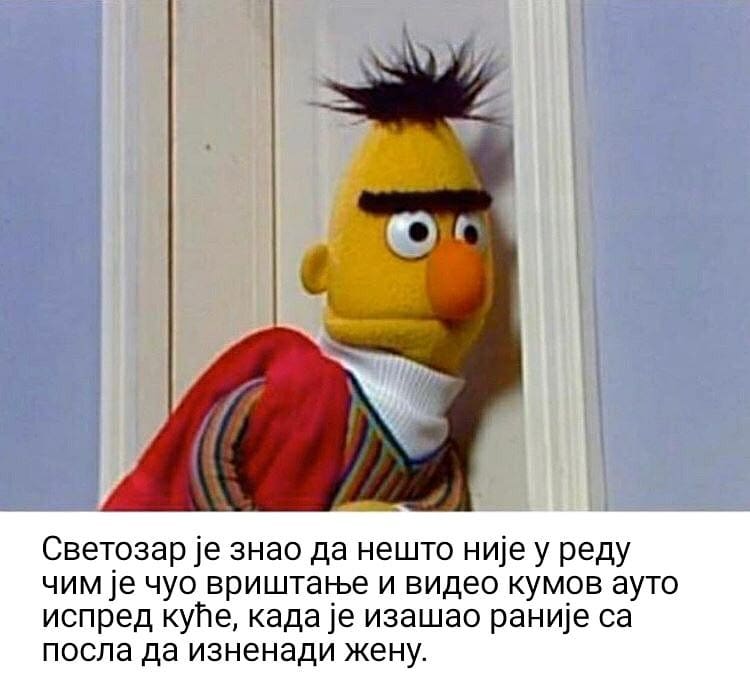 Светозар је знао да нешто није у реду
чим је чуо вриштање и видео кумов ауто
испред куће, када је изашао раније са
посла да изненади жену.